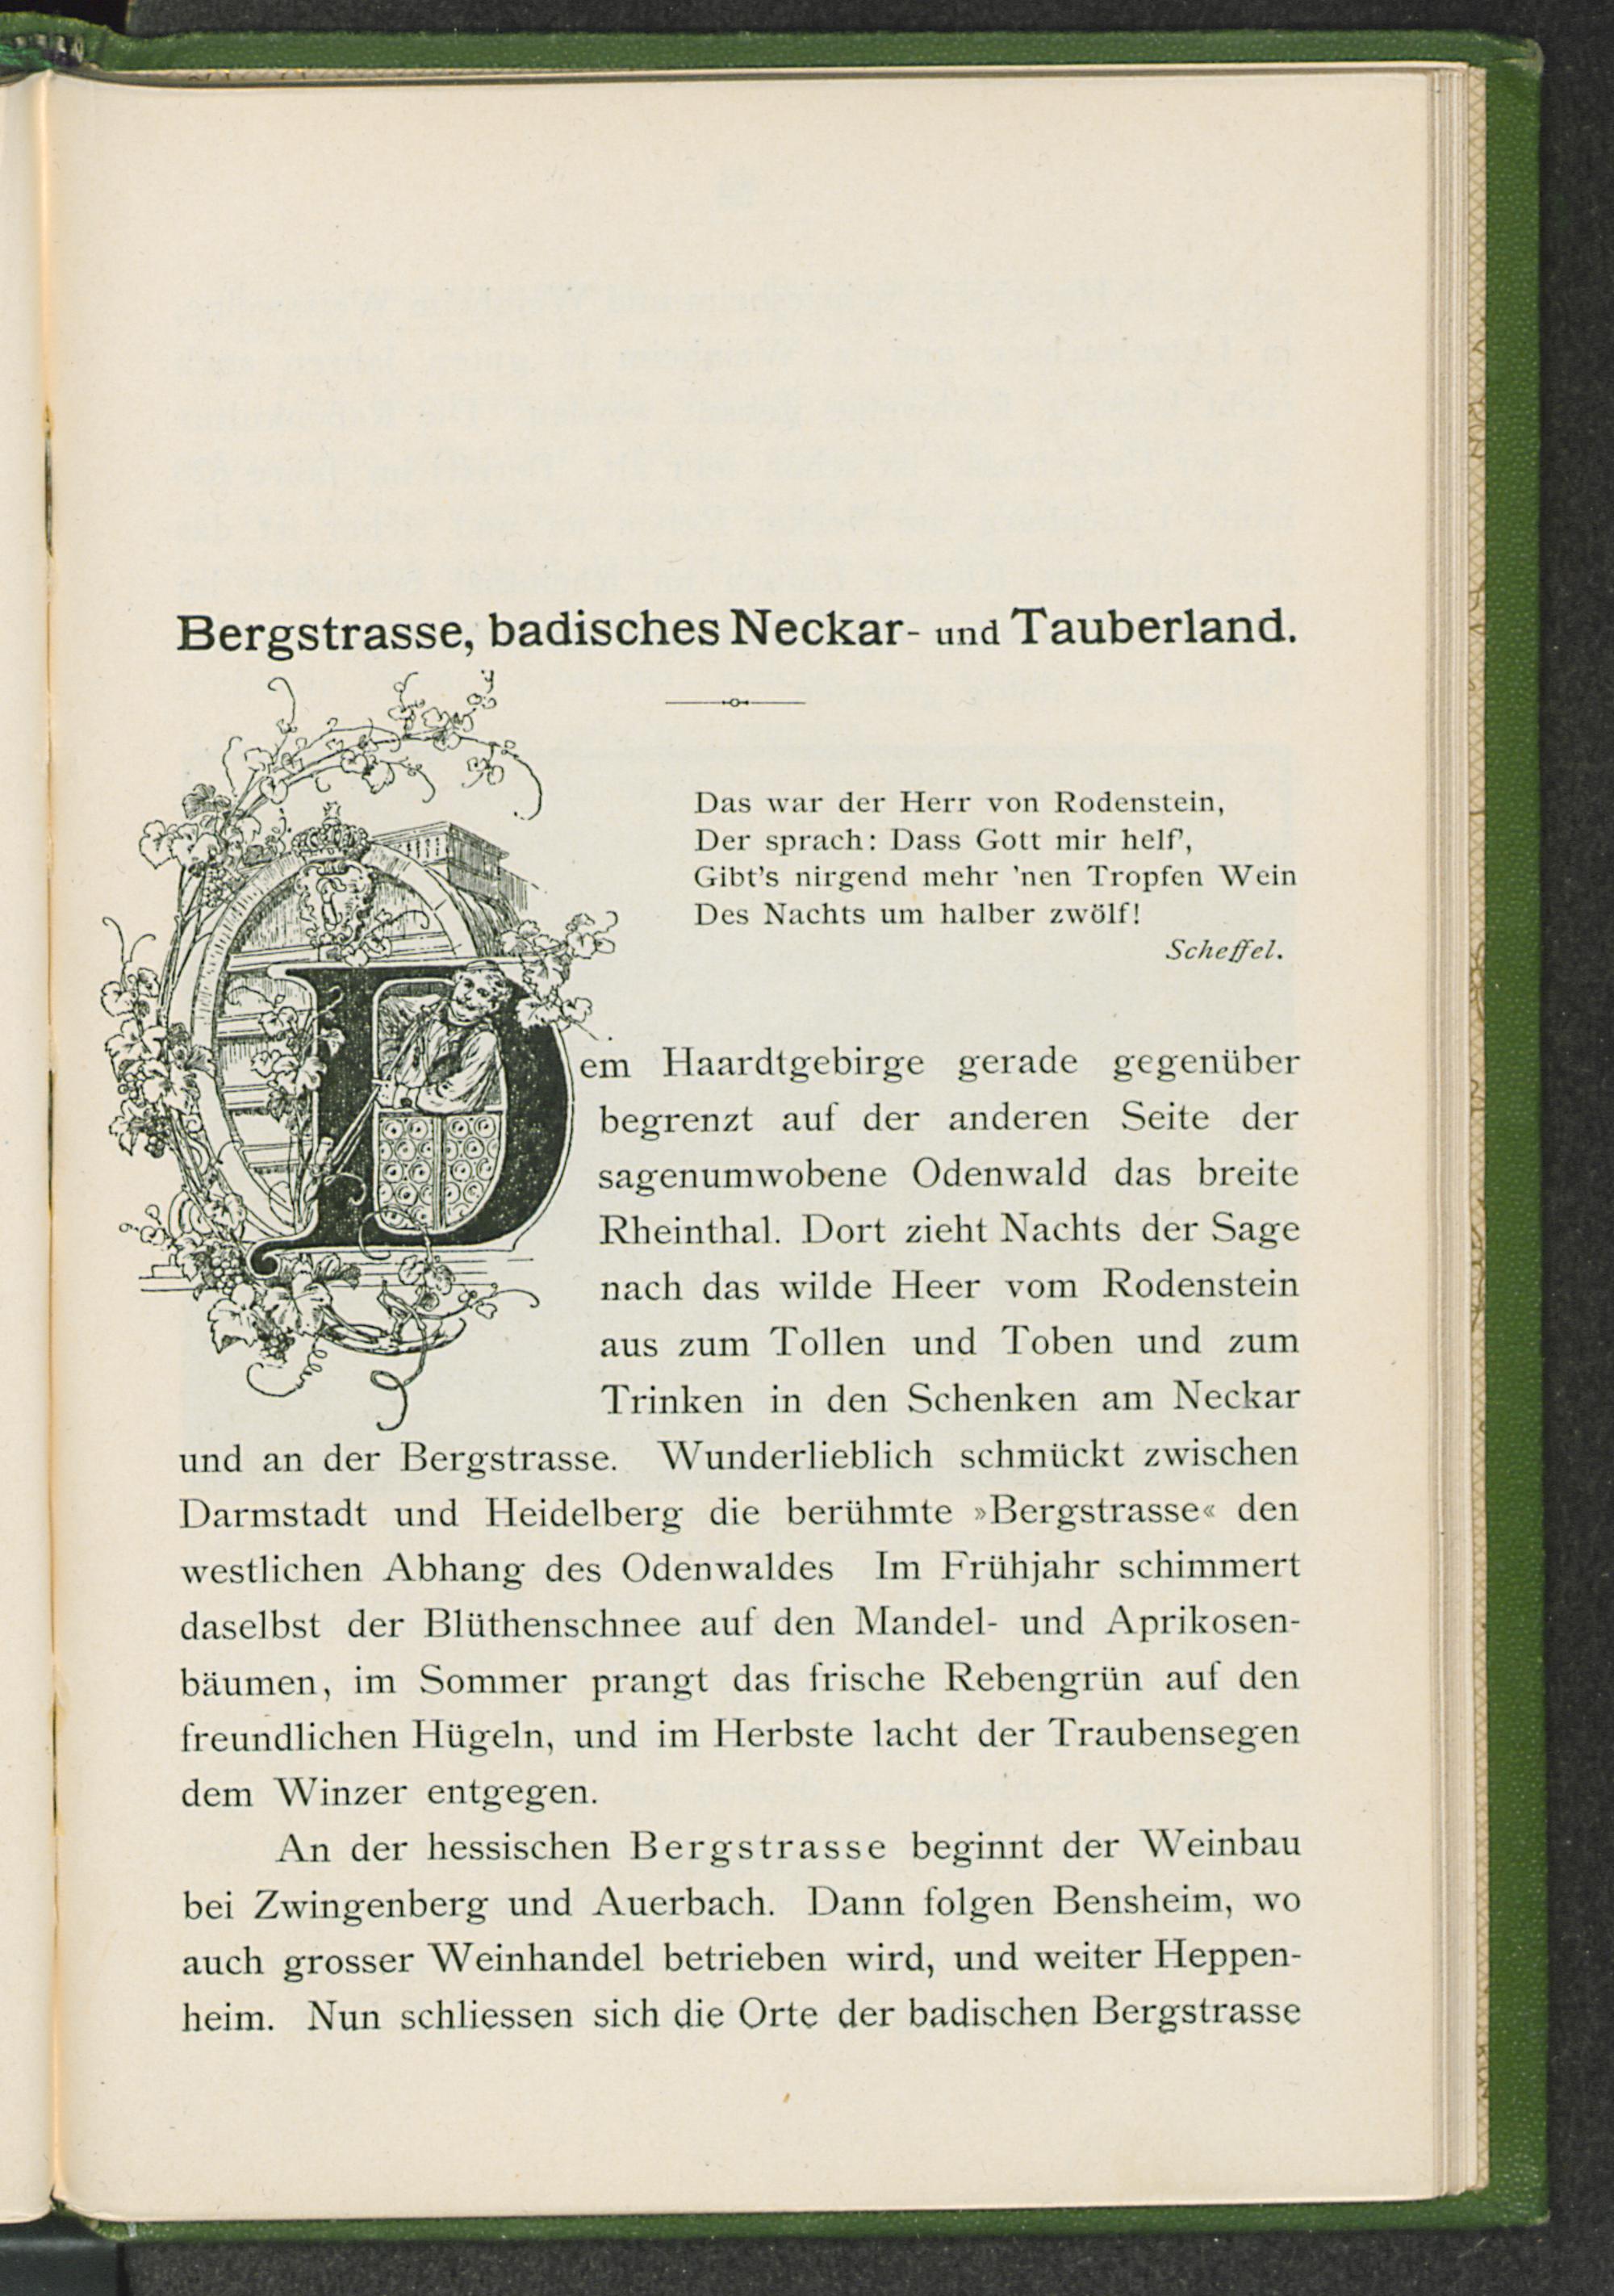 Bergstrasse, badisches Neckar- und Tauberland.
Das war der Herr von Rodenstein,
Der sprach: Dass Gott mir helf',
Gibt's nirgend mehr 'nen Tropfen Wein
Des Nachts um halber zwölf!
Scheffel.
Dem Haardtgebirge gerade gegenüber
begrenzt auf der anderen Seite der
sagenumwobene Odenwald das breite
Rheinthal. Dort zieht Nachts der Sage
nach das wilde Heer vom Rodenstein
aus zum Tollen und Toben und zum
Trinken in den Schenken am Neckar
und an der Bergstrasse. Wunderlieblich schmückt zwischen
Darmstadt und Heidelberg die berühmte »Bergstrasse« den
westlichen Abhang des Odenwaldes Im Frühjahr schimmert
daselbst der Blüthenschnee auf den Mandel- und Aprikosen-
bäumen, im Sommer prangt das frische Rebengrün auf den
freundlichen Hügeln, und im Herbste lacht der Traubensegen
dem Winzer entgegen.
An der hessischen Bergstrasse beginnt der Weinbau
bei Zwingenberg und Auerbach. Dann folgen Bensheim, wo
auch grosser Weinhandel betrieben wird, und weiter Heppen-
heim. Nun schliessen sich die Orte der badischen Bergstrasse